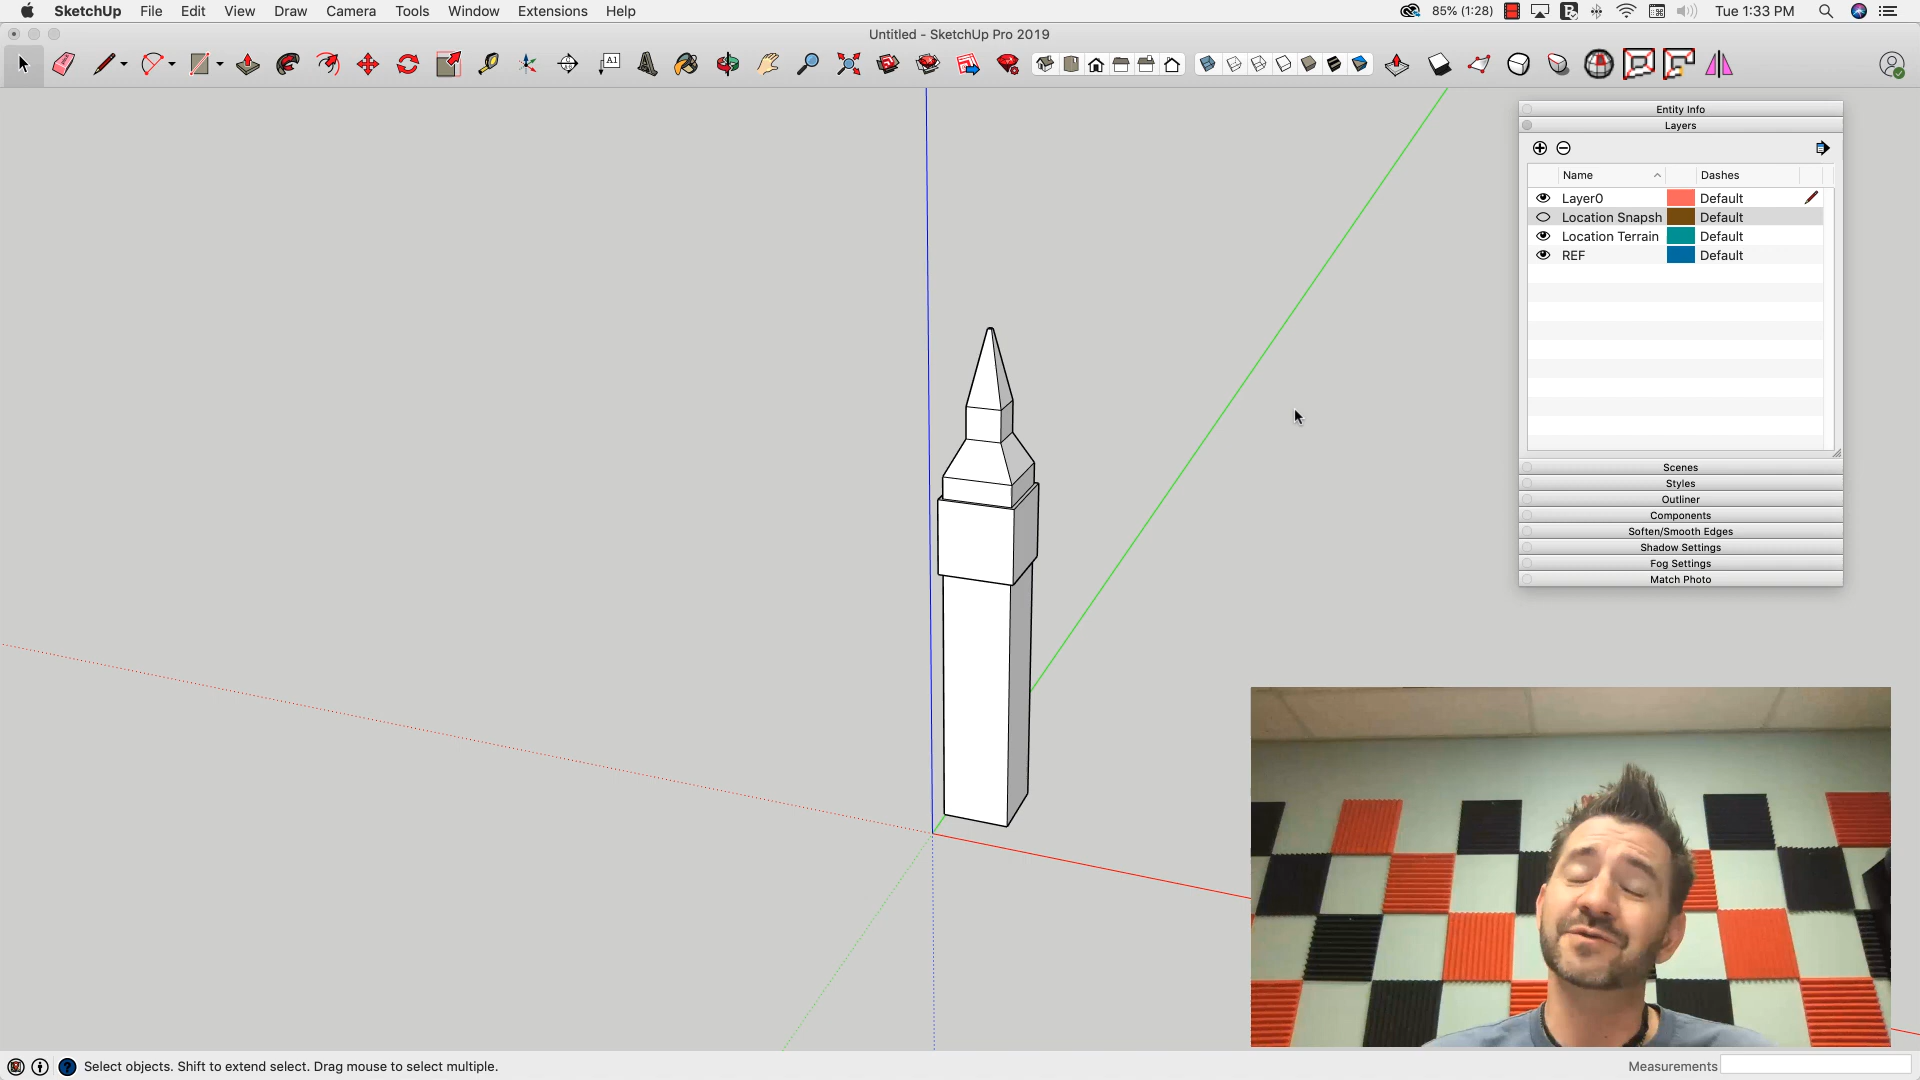 SketchUp File Edit View Draw Camera Tools Window Extensions Help
85% (1:28) Tue 1:33 PM
Untitled - SketchUp Pro 2019
A1
Entity Info
Layers
Name Dashes
Layer0 Default
Location Snapsh Default
Location Terrain Default
REF Default
Scenes
Styles
Outliner
Components
Soften/Smooth Edges
Shadow Settings
Fog Settings
Match Photo
Select objects. Shift to extend select. Drag mouse to select multiple.
Measurements